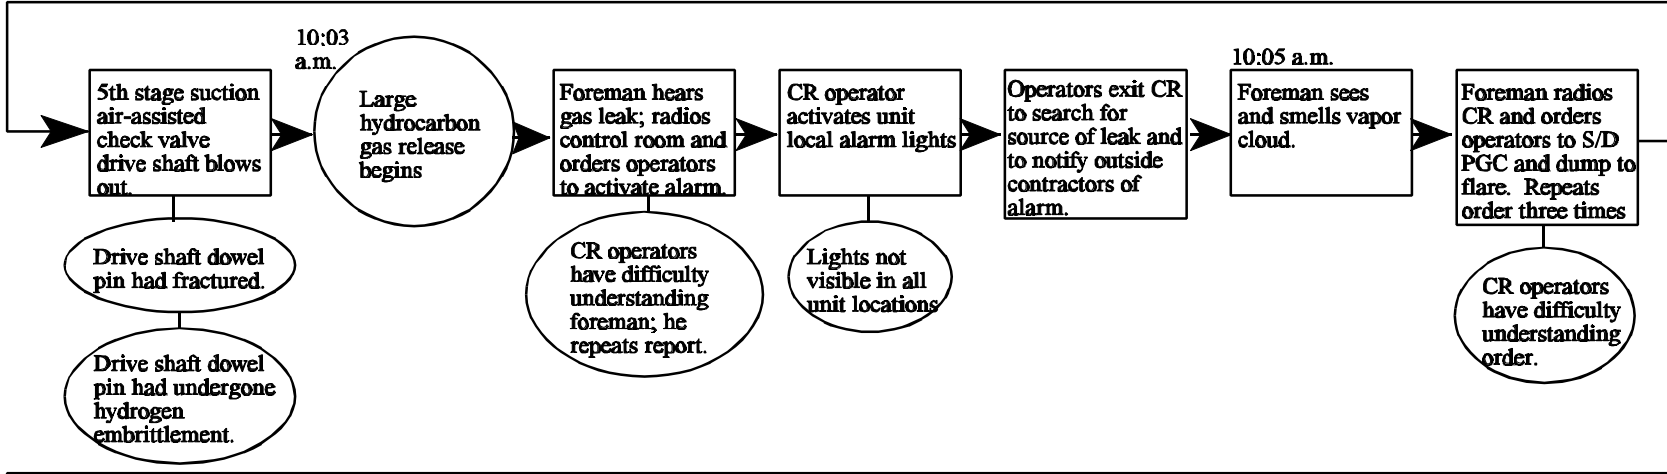 10:03
a.m.
5th stage suction
air-assisted
check valve
drive shaft blows
out.
Drive shaft dowel
pin had fractured.
Drive shaft dowel
pin had undergone
hydrogen
embrittlement.
Large
hydrocarbon
gas release
begins
Foreman hears
gas leak; radios
control room and
orders operators
to activate alarm.
CR operators
have difficulty
understanding
foreman; he
repeats report.
CR operator
activates unit
local alarm lights
Lights not
visible in all
unit locations
Operators exit CR
to search for
source of leak and
to notify outside
contractors of
alarm.
10:05 a.m.
Foreman sees
and smells vapor
cloud.
Foreman radios
CR and orders
operators to S/D
PGC and dump to
flare. Repeats
order three times
CR operators
have difficulty
understanding
order.